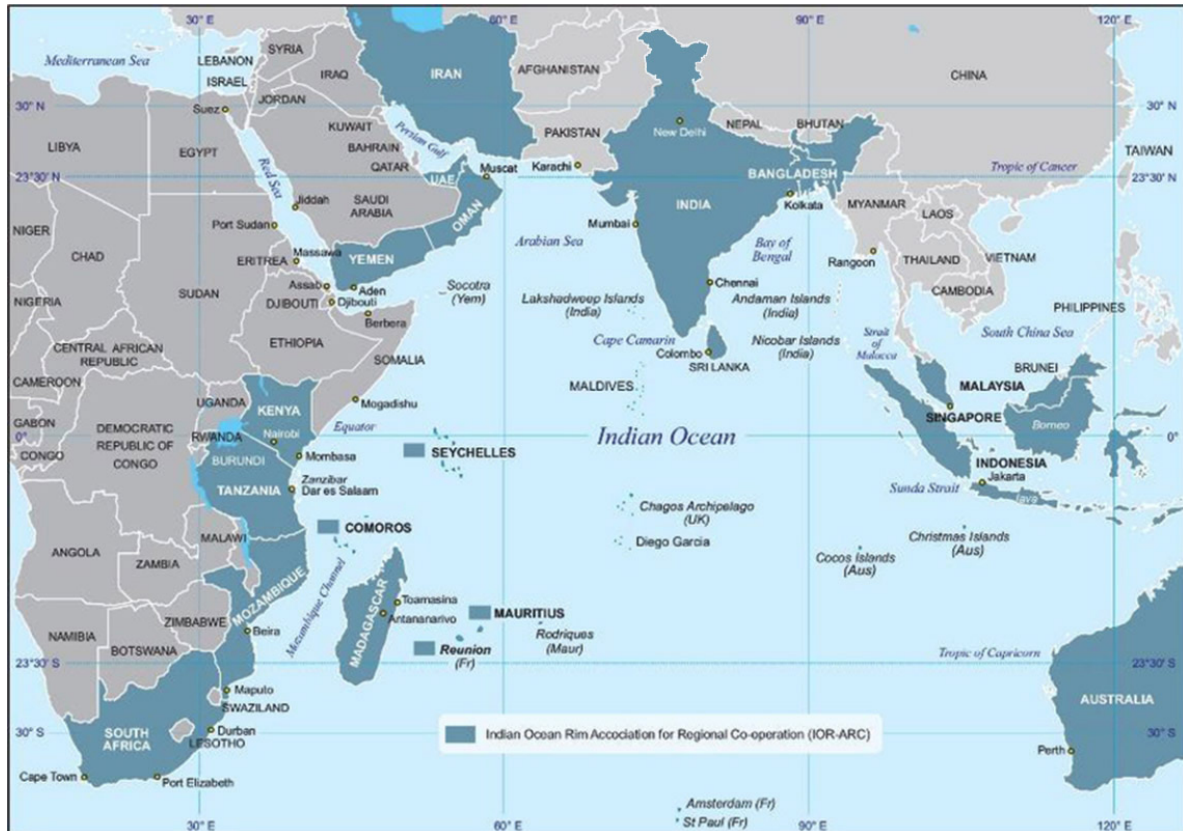 30° E
60° E
90° E
120° E
Mediterranean Sea
LEBANON
SYRIA
ISRAEL
IRAQ
IRAN
AFGHANISTAN
CHINA
30° N
Suez
JORDAN
KUWAIT
BAHRAIN
QATAR
Persian Gulf
PAKISTAN
New Delhi
NEPAL
BHUTAN
30° N
LIBYA
EGYPT
Red Sea
UAE
Muscat
Karachi
BANGLADESH
Tropic of Cancer
TAIWAN
23°30 N
23°30 N
Jiddah
SAUDI
ARABIA
OMAN
INDIA
Kolkata
MYANMAR
LAOS
NIGER
CHAD
Port Sudan
Mumbai
Arabian Sea
Bay of
Bengal
Rangoon
THAILAND
VIETNAM
ERITREA
Massawa
YEMEN
SUDAN
Assab
Aden
DJIBOUTI
Djibouti
Socotra
(Yem)
Lakshadweep Islands
(India)
Chennai
Andaman Islands
(India)
CAMBODIA
PHILIPPINES
NIGERIA
Berbera
ETHIOPIA
SOMALIA
Cape Camarin
Nicobar Islands
(India)
South China Sea
Strait
of
Malacca
CENTRAL AFRICAN
REPUBLIC
CAMEROON
Colombo
SRI LANKA
BRUNEI
UGANDA
KENYA
MALDIVES
MALAYSIA
Mogadishu
SINGAPORE
GABON
CONGO
DEMOCRATIC
REPUBLIC OF
CONGO
RWANDA
Nairobi
Equator
Indian Ocean
Borneo
0°
0°
BURUNDI
Mombasa
SEYCHELLES
INDONESIA
Jakarta
TANZANIA
Zanzibar
Dar es Salaam
Sunda Strait
Java
Chagos Archipelago
(UK)
COMOROS
Diego Garcia
Christmas Islands
(Aus)
Cocos Islands
(Aus)
ANGOLA
ZAMBIA
MALAWI
MOZAMBIQUE
Mozambique Channel
MADAGASCAR
Toamasina
Antananarivo
MAURITIUS
Rodriques
(Maur)
Reunion
(Fr)
NAMIBIA
ZIMBABWE
BOTSWANA
Beira
23°30 S
Tropic of Capricorn
23°30 S
Maputo
SWAZILAND
AUSTRALIA
SOUTH
AFRICA
Durban
LESOTHO
30° S
Indian Ocean Rim Accociation for Regional Co-operation (IOR-ARC)
30° S
Perth
Cape Town
Port Elizabeth
Amsterdam (Fr)
St Paul (Fr)
30° E
60° E
90° E
120° E